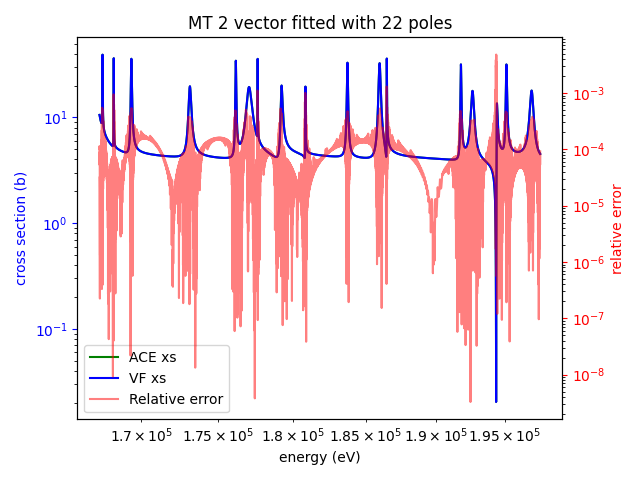 MT 2 vector fitted with 22 poles
cross section (b)
10¹
10⁰
10⁻¹
10⁻³
10⁻⁴
10⁻⁵
10⁻⁶
10⁻⁷
10⁻⁸
relative error
ACE xs
VF xs
Relative error
1.7 × 10⁵ 1.75 × 10⁵ 1.8 × 10⁵ 1.85 × 10⁵ 1.9 × 10⁵ 1.95 × 10⁵
energy (eV)